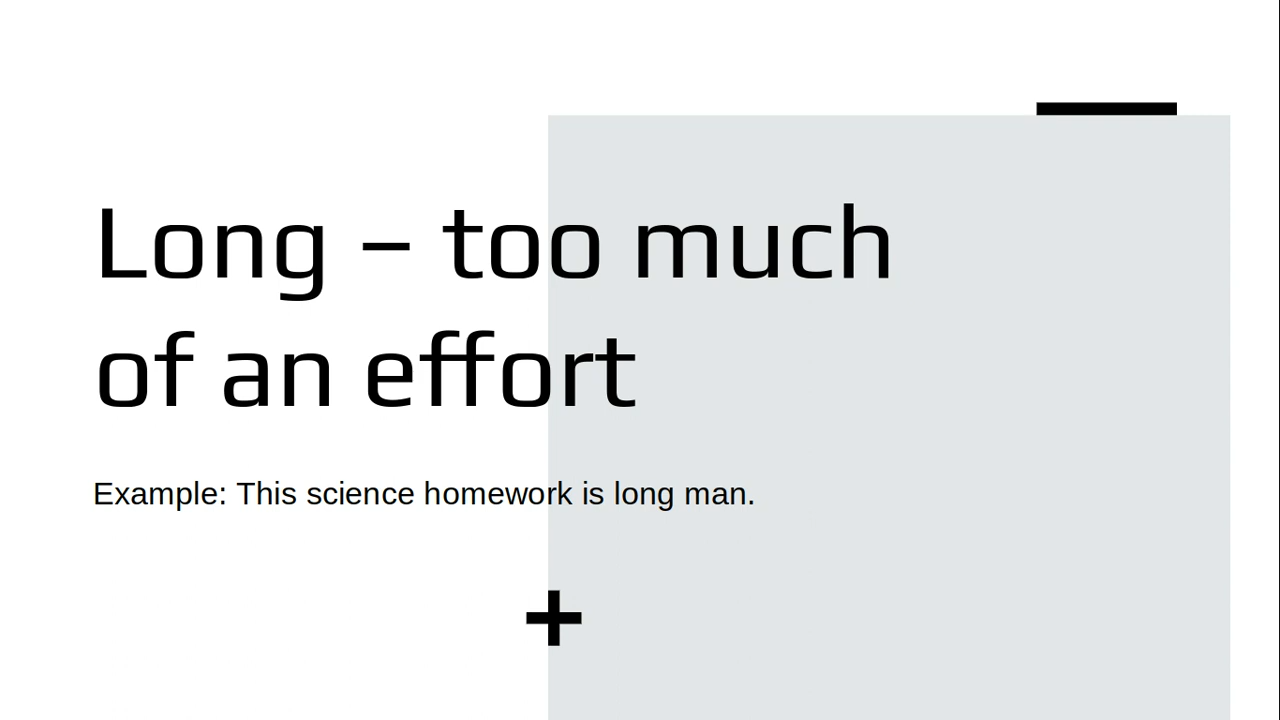 Long – too much
of an effort
Example: This science homework is long man.